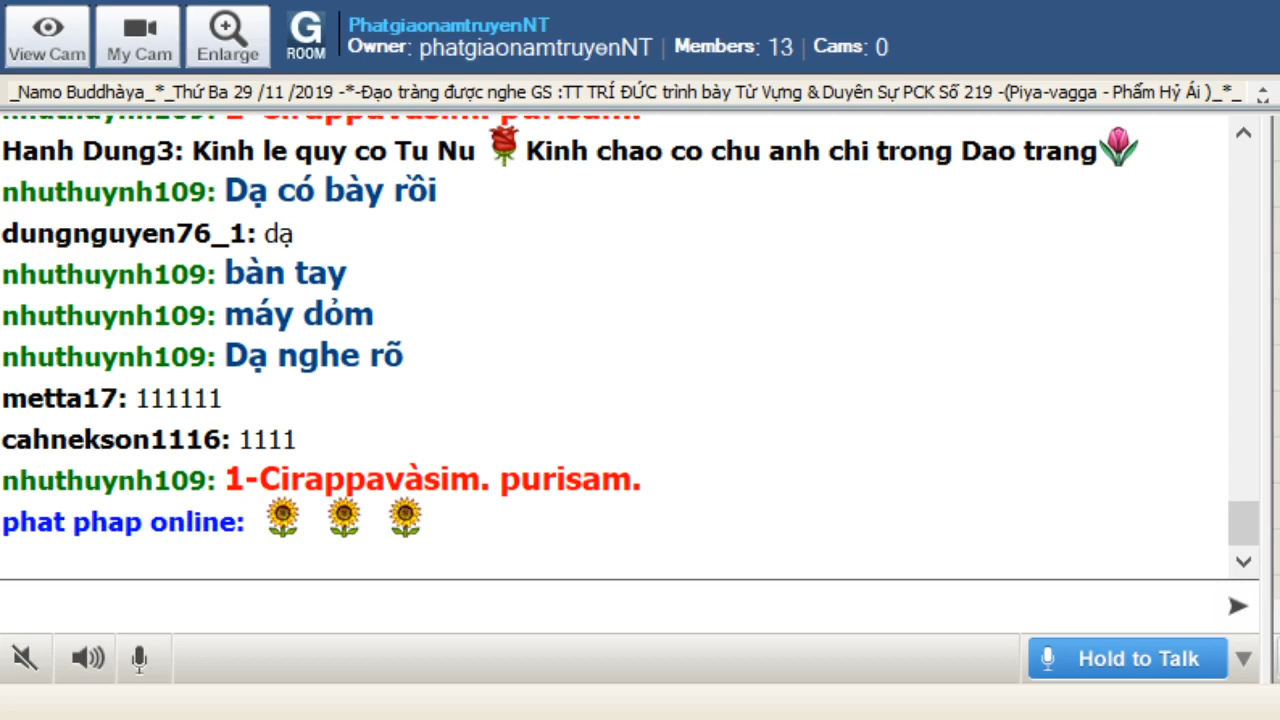 View Cam
My Cam
Enlarge
G
ROOM
PhatgiaonamtruyenNT
Owner: phatgiaonamtruyenNT | Members: 13 | Cams: 0
_Namo Buddhàya_*_Thứ Ba 29 /11 /2019 -*-Đạo tràng được nghe GS :TT TRÍ ĐỨC trình bày Từ Vựng & Duyên Sự PCK Số 219 -(Piya-vagga - Phẩm Hỷ Ái )_*_
nhuthuynh109: 1-Cirappavàsim. purisam.
Hanh Dung3: Kinh le quy co Tu Nu Kinh chao co chu anh chi trong Dao trang
nhuthuynh109: Dạ có bày rồi
dungnguyen76_1: dạ
nhuthuynh109: bàn tay
nhuthuynh109: máy dỏm
nhuthuynh109: Dạ nghe rõ
metta17: 111111
cahnekson1116: 1111
nhuthuynh109: 1-Cirappavàsim. purisam.
phat phap online:
Hold to Talk